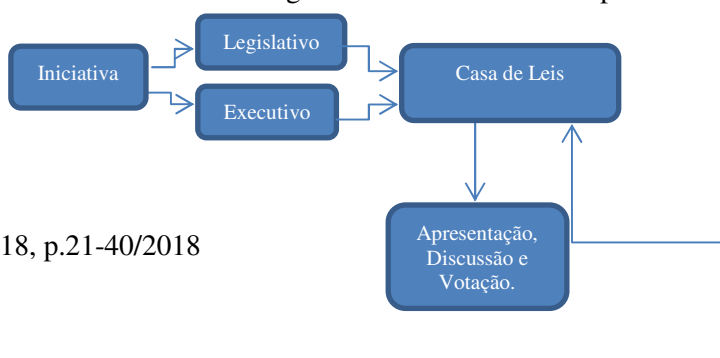 Legislativo
Iniciativa
Casa de Leis
Executivo
Apresentação,
Discussão e
Votação.
18, p.21-40/2018